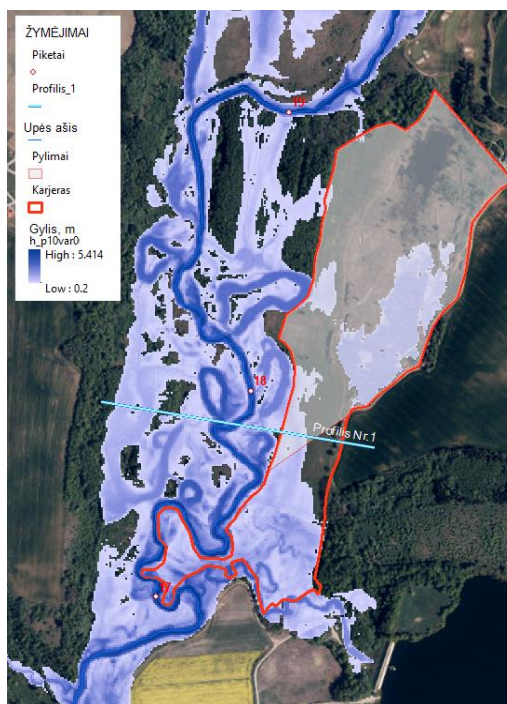 ŽYMĖJIMAI
Piketai
Profilis_1
Upės ašis
Pylimai
Karjeras
Gylis, m
h_p10var0
High : 5.414
Low : 0.2
19
18
Profilis Nr.1